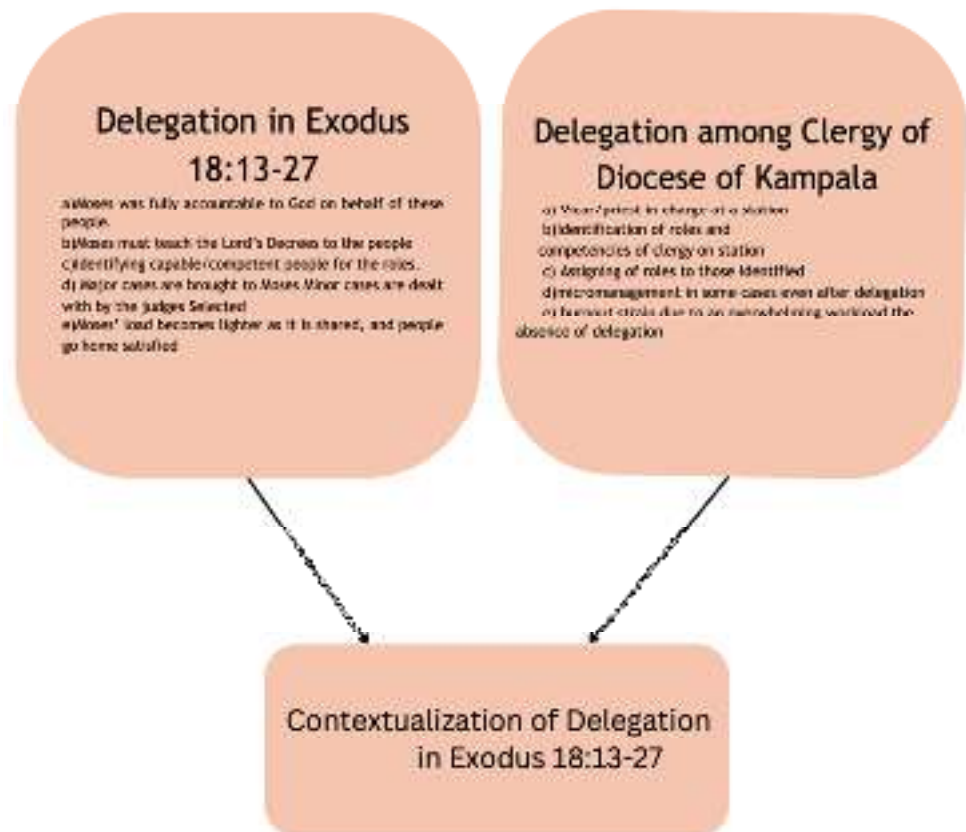 Delegation in Exodus
18:13-27
a)Moses was fully accountable to God on behalf of these
people.
b)Moses must teach the Lord's Decrees to the people
c)Identifying capable/competent people for the roles.
d) Major cases are brought to Moses Minor cases are dealt
with by the judges Selected
e)Moses' load becomes lighter as it is shared, and people
go home satisfied
Delegation among Clergy of
Diocese of Kampala
a) Vicar/priest in charge at a station
b)Identification of roles and
competencies of clergy on station
c) Assigning of roles to those identified
d)micromanagement in some cases even after delegation
e) burnout strain due to an overwhelming workload the
absence of delegation
Contextualization of Delegation
in Exodus 18:13-27